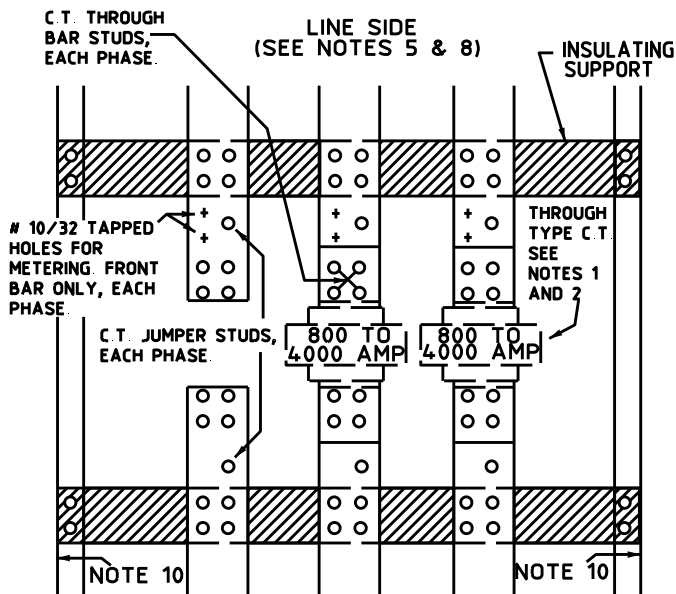 C.T. THROUGH
BAR STUDS,
EACH PHASE.
LINE SIDE
(SEE NOTES 5 & 8)
INSULATING
SUPPORT
# 10/32 TAPPED
HOLES FOR
METERING. FRONT
BAR ONLY, EACH
PHASE.
THROUGH
TYPE C.T.
SEE
NOTES 1
AND 2
C.T. JUMPER STUDS,
EACH PHASE.
800 TO
4000 AMP
800 TO
4000 AMP
NOTE 10
NOTE 10